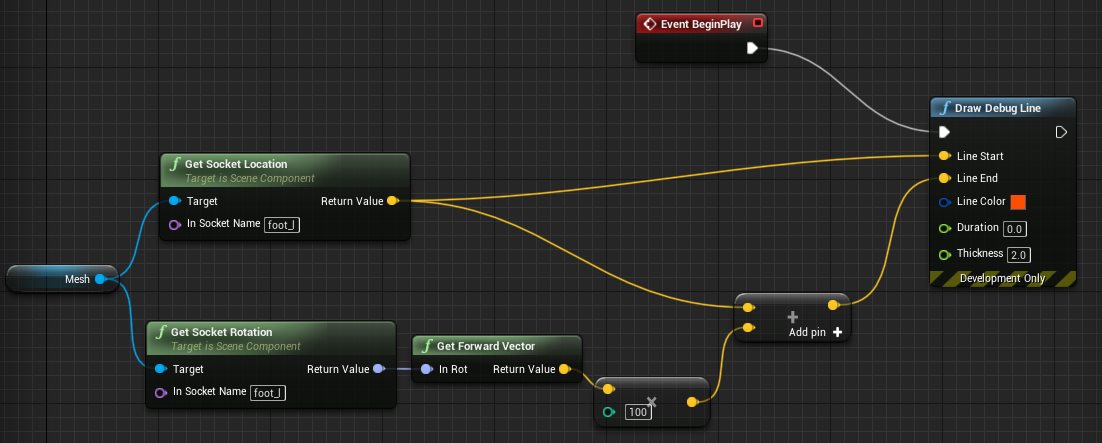 Event BeginPlay
Draw Debug Line
Line Start
Line End
Line Color
Duration 0.0
Thickness 2.0
Development Only
Get Socket Location
Target is Scene Component
Target Return Value
In Socket Name foot_l
Mesh
Get Socket Rotation
Target is Scene Component
Target Return Value
In Socket Name foot_l
Get Forward Vector
In Rot Return Value
100
Add pin